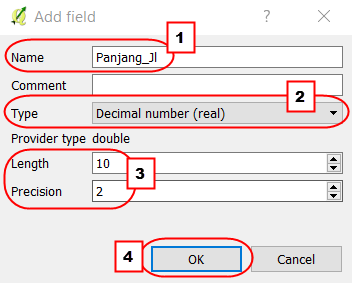 Add field
?
1
Name Panjang_Jl
Comment
2
Type Decimal number (real)
Provider type double
Length 10
3
Precision 2
4
OK Cancel